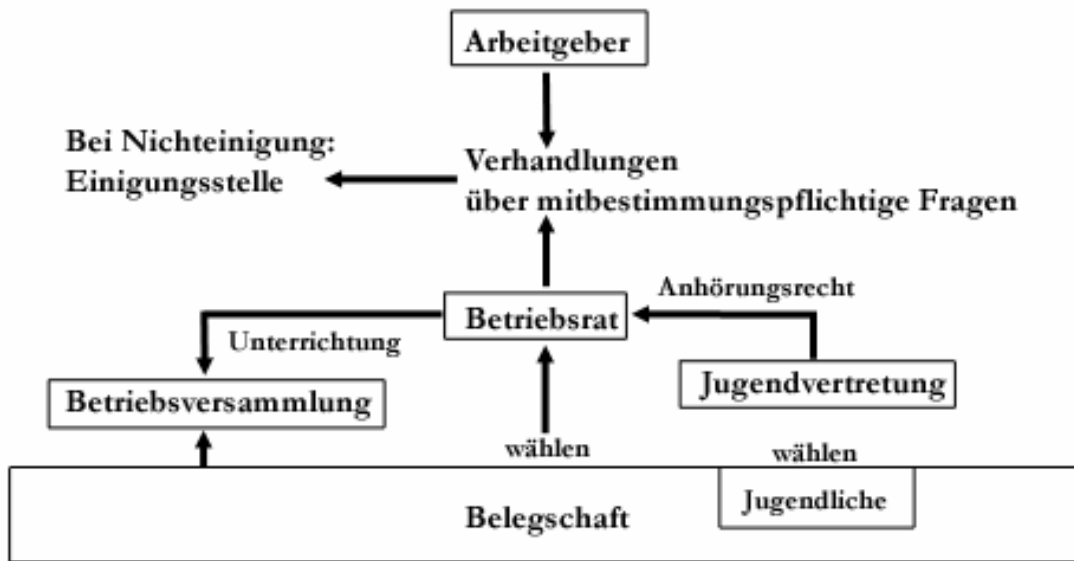 Arbeitgeber
Bei Nichteinigung:
Einigungsstelle
Verhandlungen
über mitbestimmungspflichtige Fragen
Anhörungsrecht
Betriebsrat
Unterrichtung
Jugendvertretung
Betriebsversammlung
wählen
wählen
Jugendliche
Belegschaft